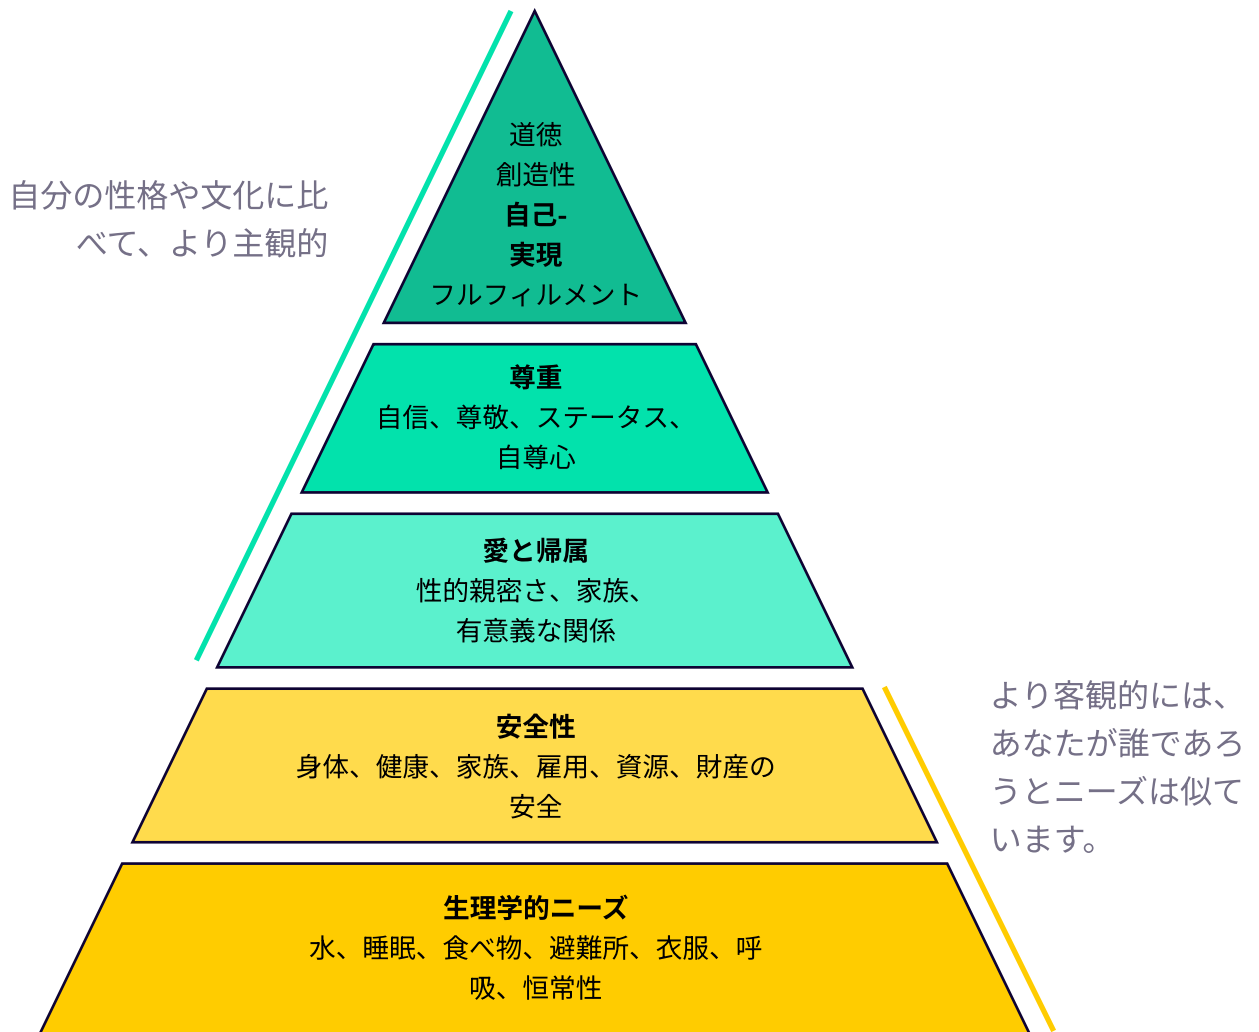 道徳
創造性
自己-
実現
フルフィルメント
自分の性格や文化に比
べて、より主観的
尊重
自信、尊敬、ステータス、
自尊心
愛と帰属
性的親密さ、家族、
有意義な関係
安全性
身体、健康、家族、雇用、資源、財産の
安全
より客観的には、
あなたが誰であろ
うとニーズは似て
います。
生理学的ニーズ
水、睡眠、食べ物、避難所、衣服、呼
吸、恒常性